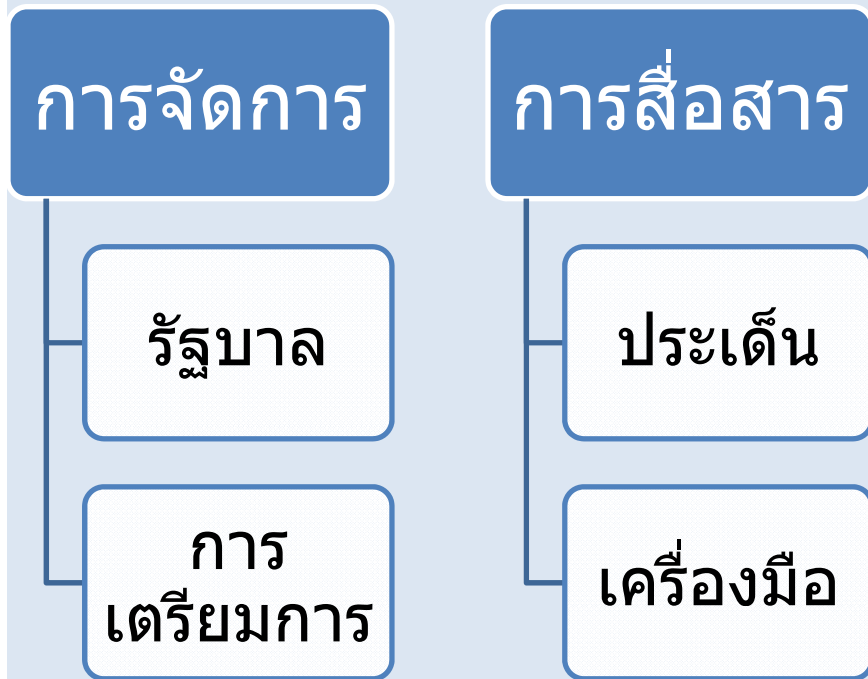 การจัดการ
รัฐบาล
การ
เตรียมการ
การสื่อสาร
ประเด็น
เครื่องมือ